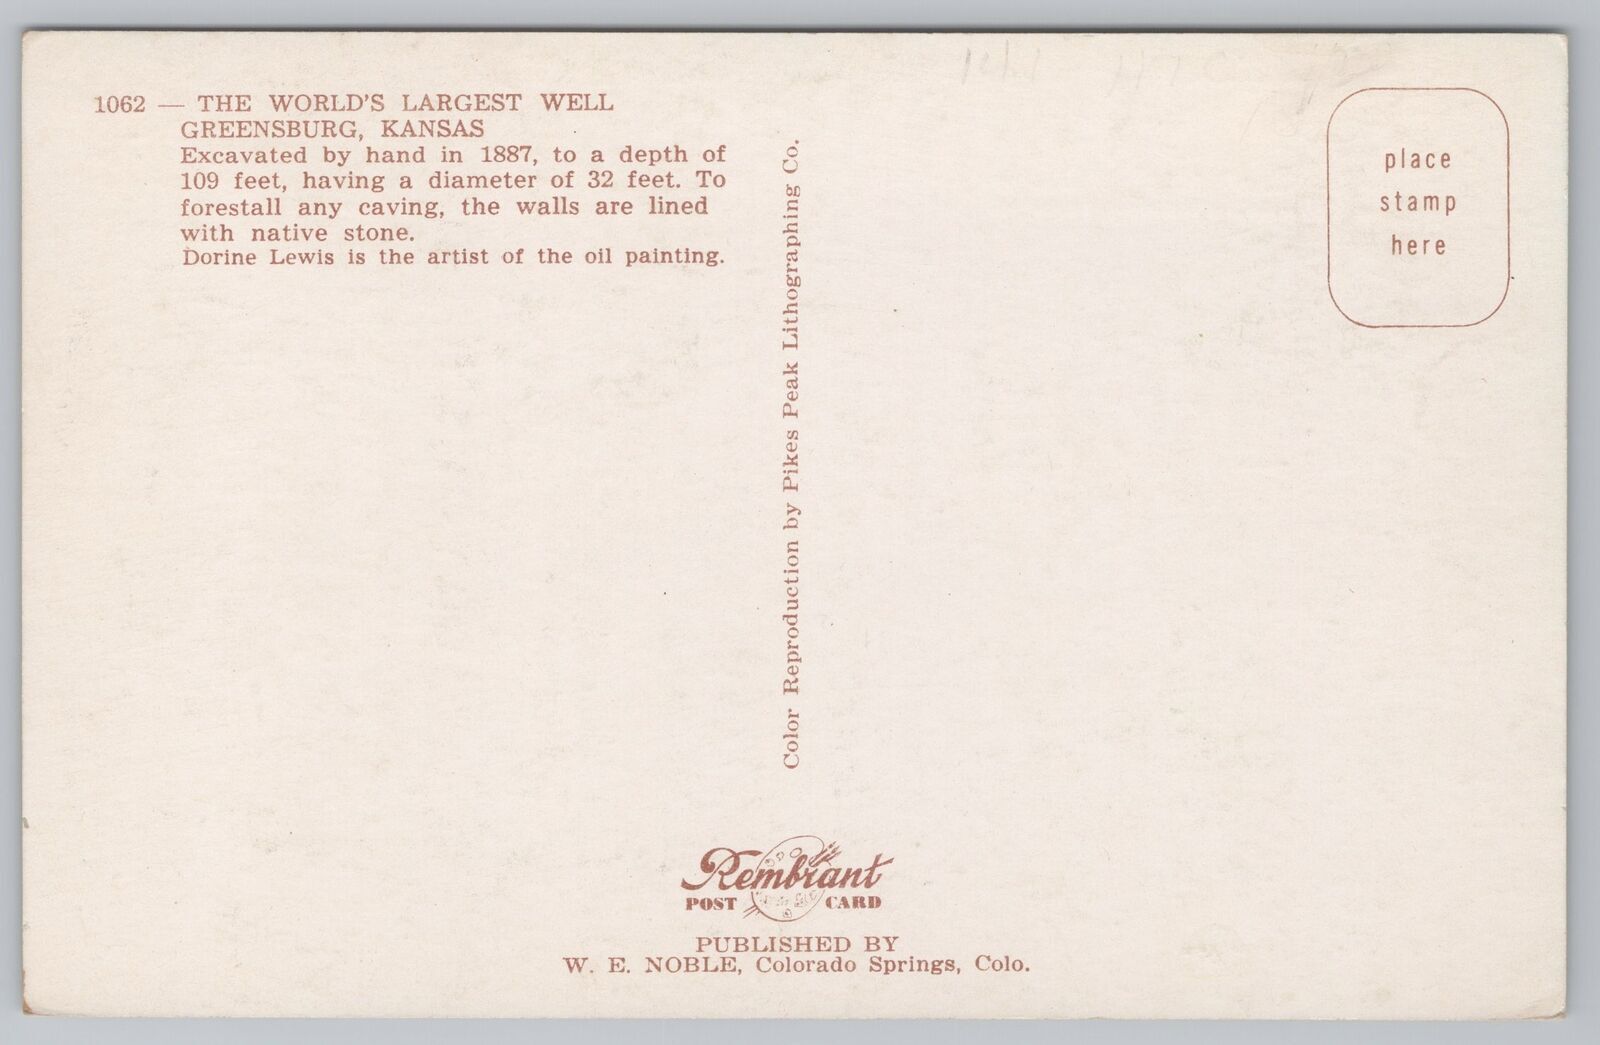 1062 — THE WORLD'S LARGEST WELL
GREENSBURG, KANSAS
Excavated by hand in 1887, to a depth of
109 feet, having a diameter of 32 feet. To
forestall any caving, the walls are lined
with native stone.
Dorine Lewis is the artist of the oil painting.
Color Reproduction by Pikes Peak Lithographing Co.
place
stamp
here
Rembrant
POST CARD
PUBLISHED BY
W. E. NOBLE, Colorado Springs, Colo.